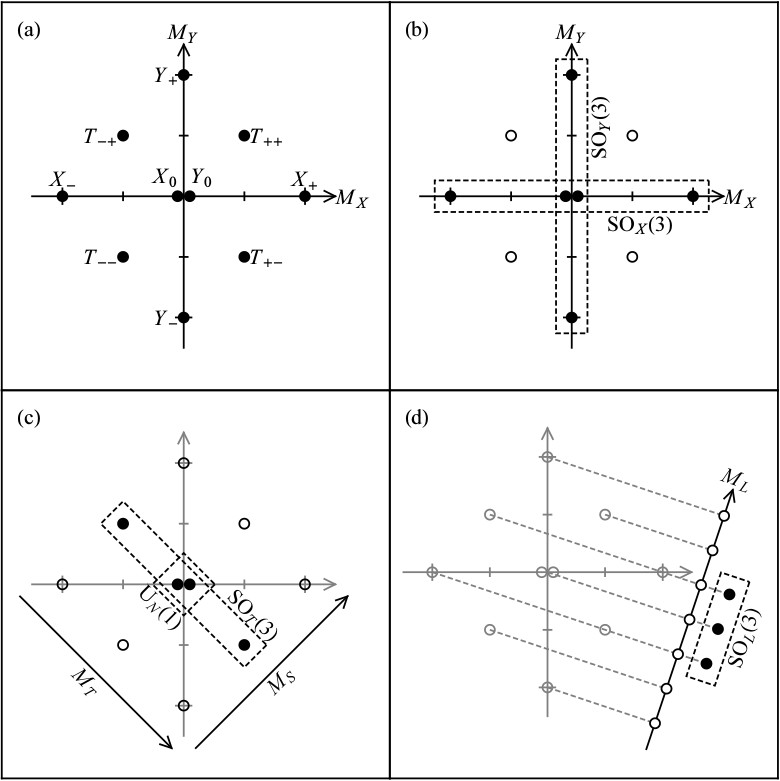 (a)
M_Y
Y_+
T_{-+}
T_{++}
X_-
X_0
Y_0
X_+
M_X
T_{--}
T_{+-}
Y_-
(b)
M_Y
SO_Y(3)
M_X
SO_X(3)
(c)
U_N(1)
SO_T(3)
M_T
M_S
(d)
M_L
SO_L(3)